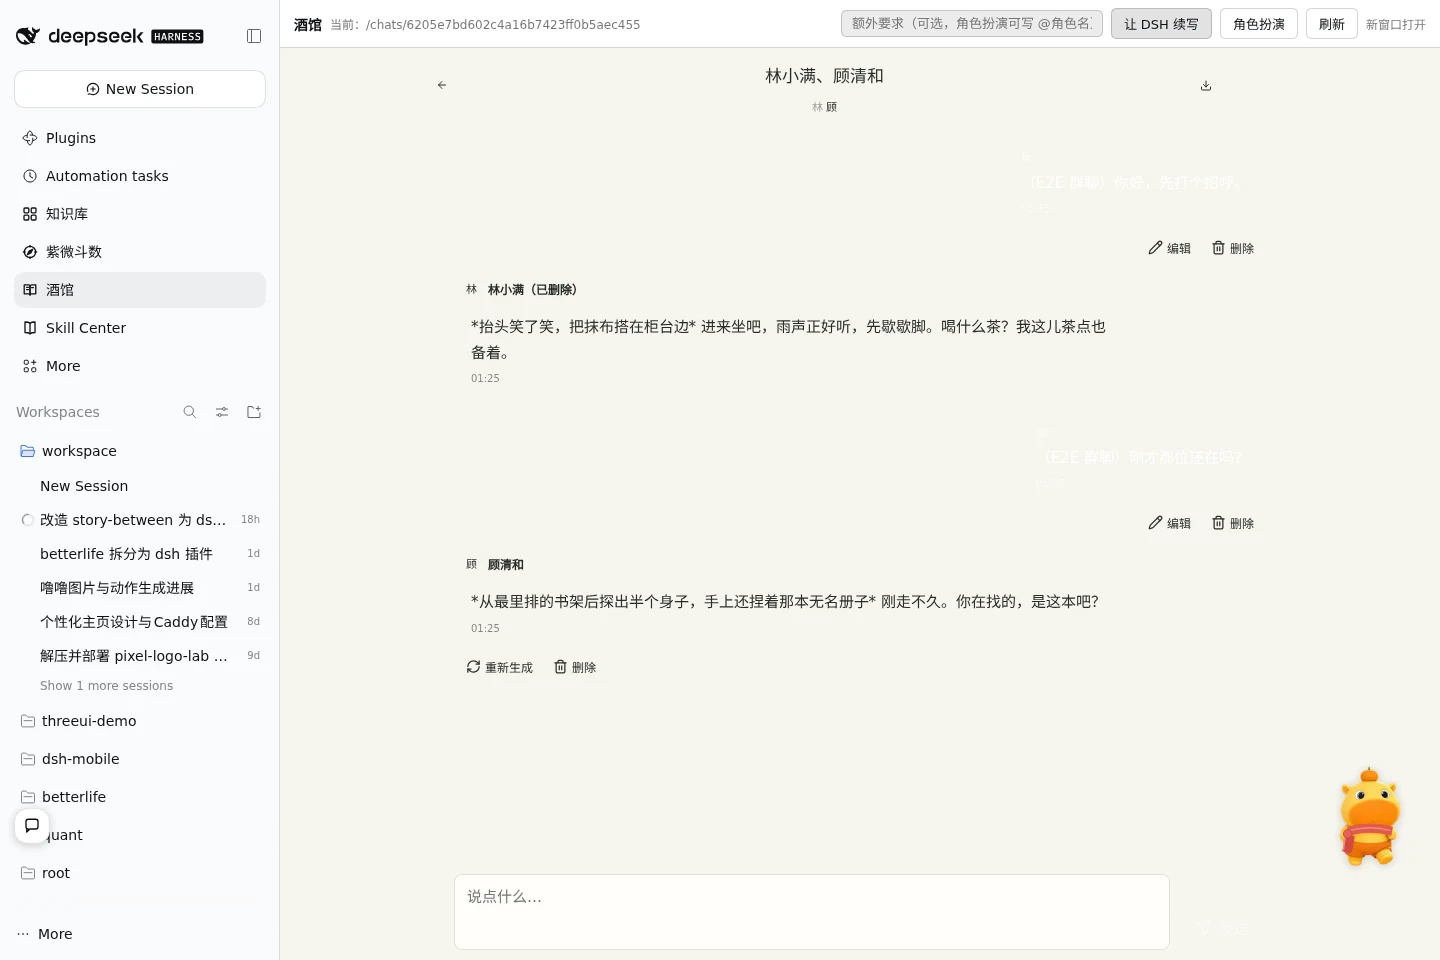 deepseek HARNESS
New Session
Plugins
Automation tasks
知识库
紫微斗数
酒馆
Skill Center
More
Workspaces
workspace
New Session
改造 story-between 为 ds... 18h
betterlife 拆分为 dsh 插件 1d
噜噜图片与动作生成进展 1d
个性化主页设计与Caddy配置 8d
解压并部署 pixel-logo-lab ... 9d
Show 1 more sessions
threeui-demo
dsh-mobile
betterlife
quant
root
More
酒馆 当前：/chats/6205e7bd602c4a16b7423ff0b5aec455
额外要求（可选，角色扮演可写 @角色名
让 DSH 续写
角色扮演
刷新
新窗口打开
林小满、顾清和
林 顾
（E2E 群聊）你好，先打个招呼。
编辑 删除
林 林小满（已删除）
*抬头笑了笑，把抹布搭在柜台边* 进来坐吧，雨声正好听，先歇歇脚。喝什么茶？我这儿茶点也
备着。
01:25
（E2E 群聊）刚才那位还在吗？
编辑 删除
顾 顾清和
*从最里排的书架后探出半个身子，手上还捏着那本无名册子* 刚走不久。你在找的，是这本吧？
01:25
重新生成 删除
说点什么...